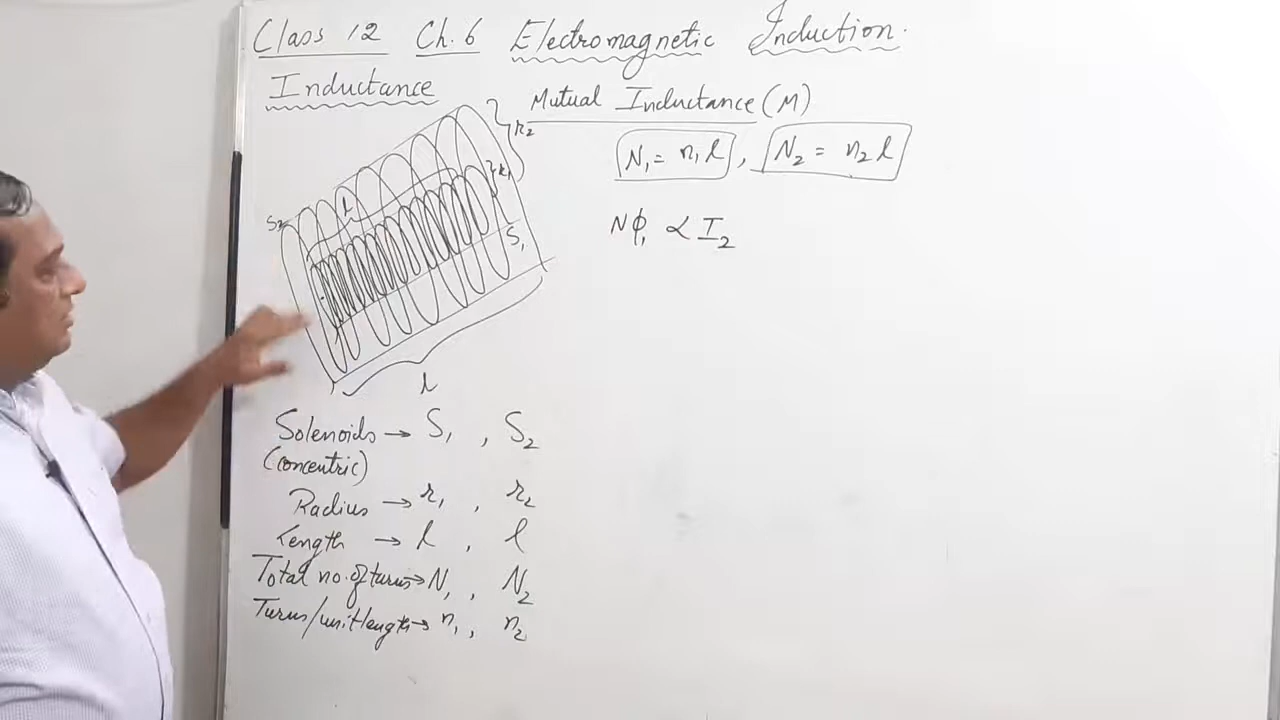 Class 12 Ch. 6 Electromagnetic Induction.
Inductance
Mutual Inductance (M)
N₁ = n₁ l , N₂ = n₂ l
Nϕ₁ ∝ I₂
r₂
r₁
l
S₂
S₁
l
Solenoids → S₁ , S₂
(concentric)
Radius → r₁ , r₂
Length → l , l
Total no. of turns → N₁ , N₂
Turns/unit length → n₁ , n₂